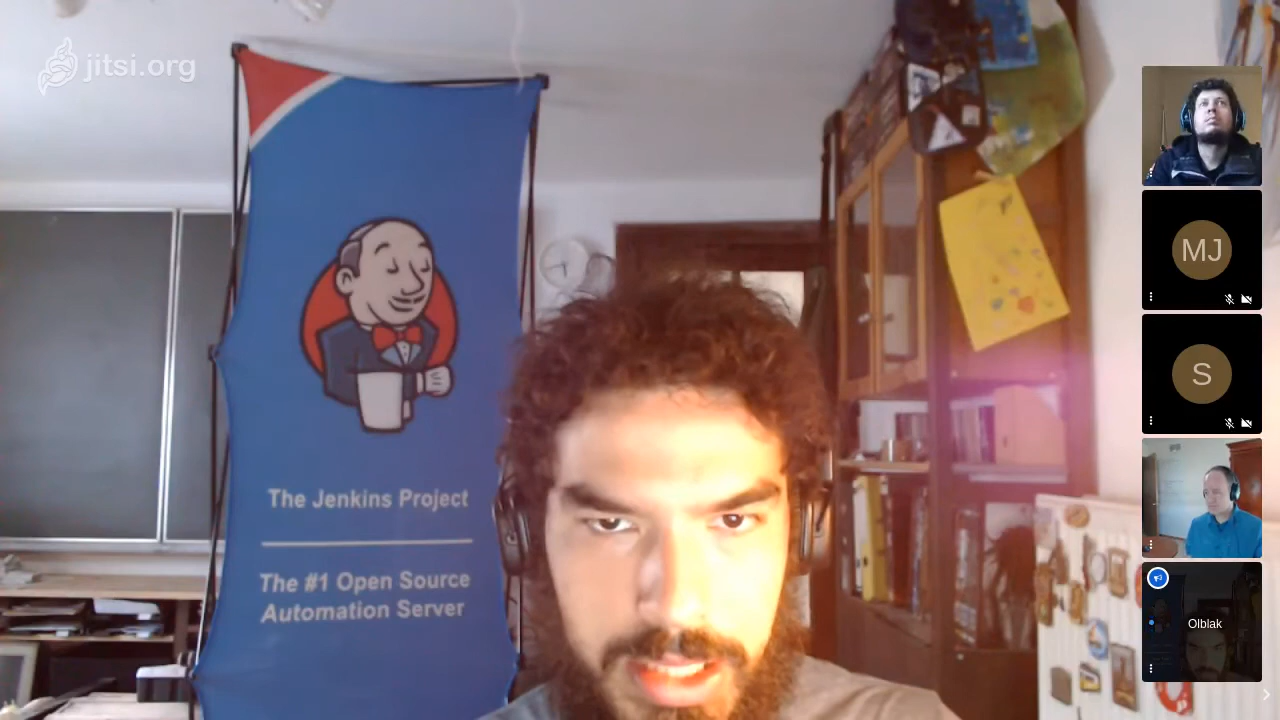 jitsi.org
The Jenkins Project
The #1 Open Source
Automation Server
MJ
S
Olblak